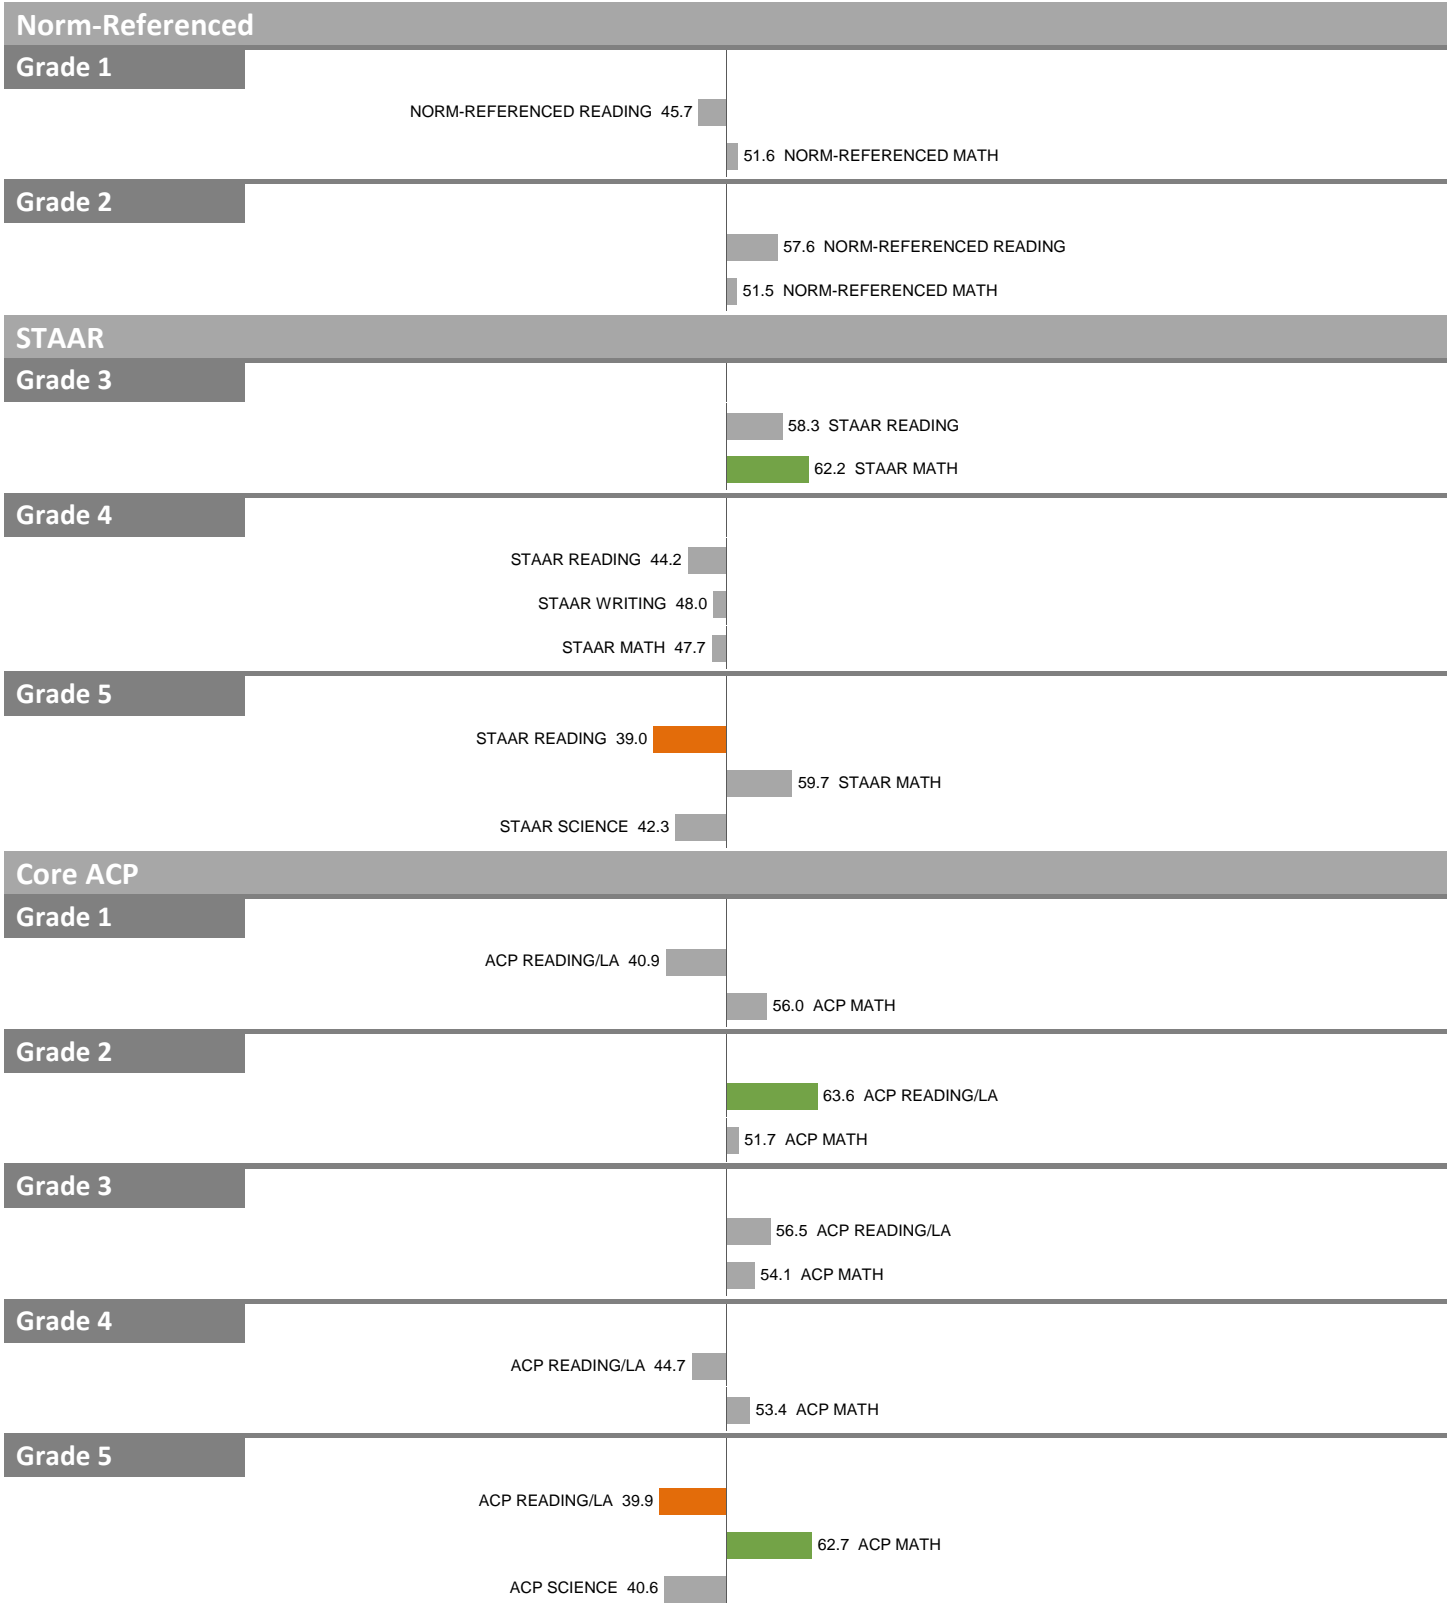 Norm-Referenced
Grade 1
NORM-REFERENCED READING 45.7
51.6 NORM-REFERENCED MATH
Grade 2
57.6 NORM-REFERENCED READING
51.5 NORM-REFERENCED MATH
STAAR
Grade 3
58.3 STAAR READING
62.2 STAAR MATH
Grade 4
STAAR READING 44.2
STAAR WRITING 48.0
STAAR MATH 47.7
Grade 5
STAAR READING 39.0
59.7 STAAR MATH
STAAR SCIENCE 42.3
Core ACP
Grade 1
ACP READING/LA 40.9
56.0 ACP MATH
Grade 2
63.6 ACP READING/LA
51.7 ACP MATH
Grade 3
56.5 ACP READING/LA
54.1 ACP MATH
Grade 4
ACP READING/LA 44.7
53.4 ACP MATH
Grade 5
ACP READING/LA 39.9
62.7 ACP MATH
ACP SCIENCE 40.6